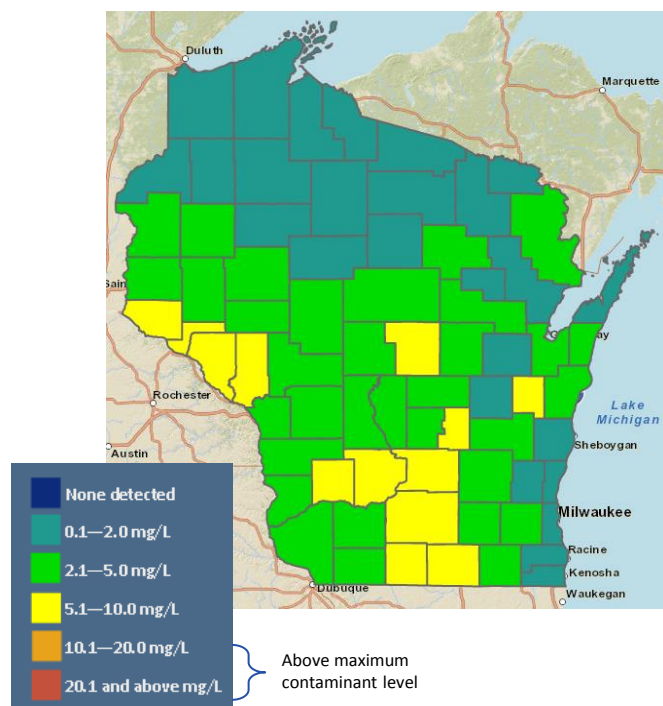 Duluth
Marquette
Sain
way
Rochester
Lake
Michigan
Austin
Sheboygan
None detected
0.1—2.0 mg/L
Milwaukee
2.1—5.0 mg/L
Racine
Kenosha
5.1—10.0 mg/L
Dubuque
Waukegan
10.1—20.0 mg/L
Above maximum
contaminant level
20.1 and above mg/L